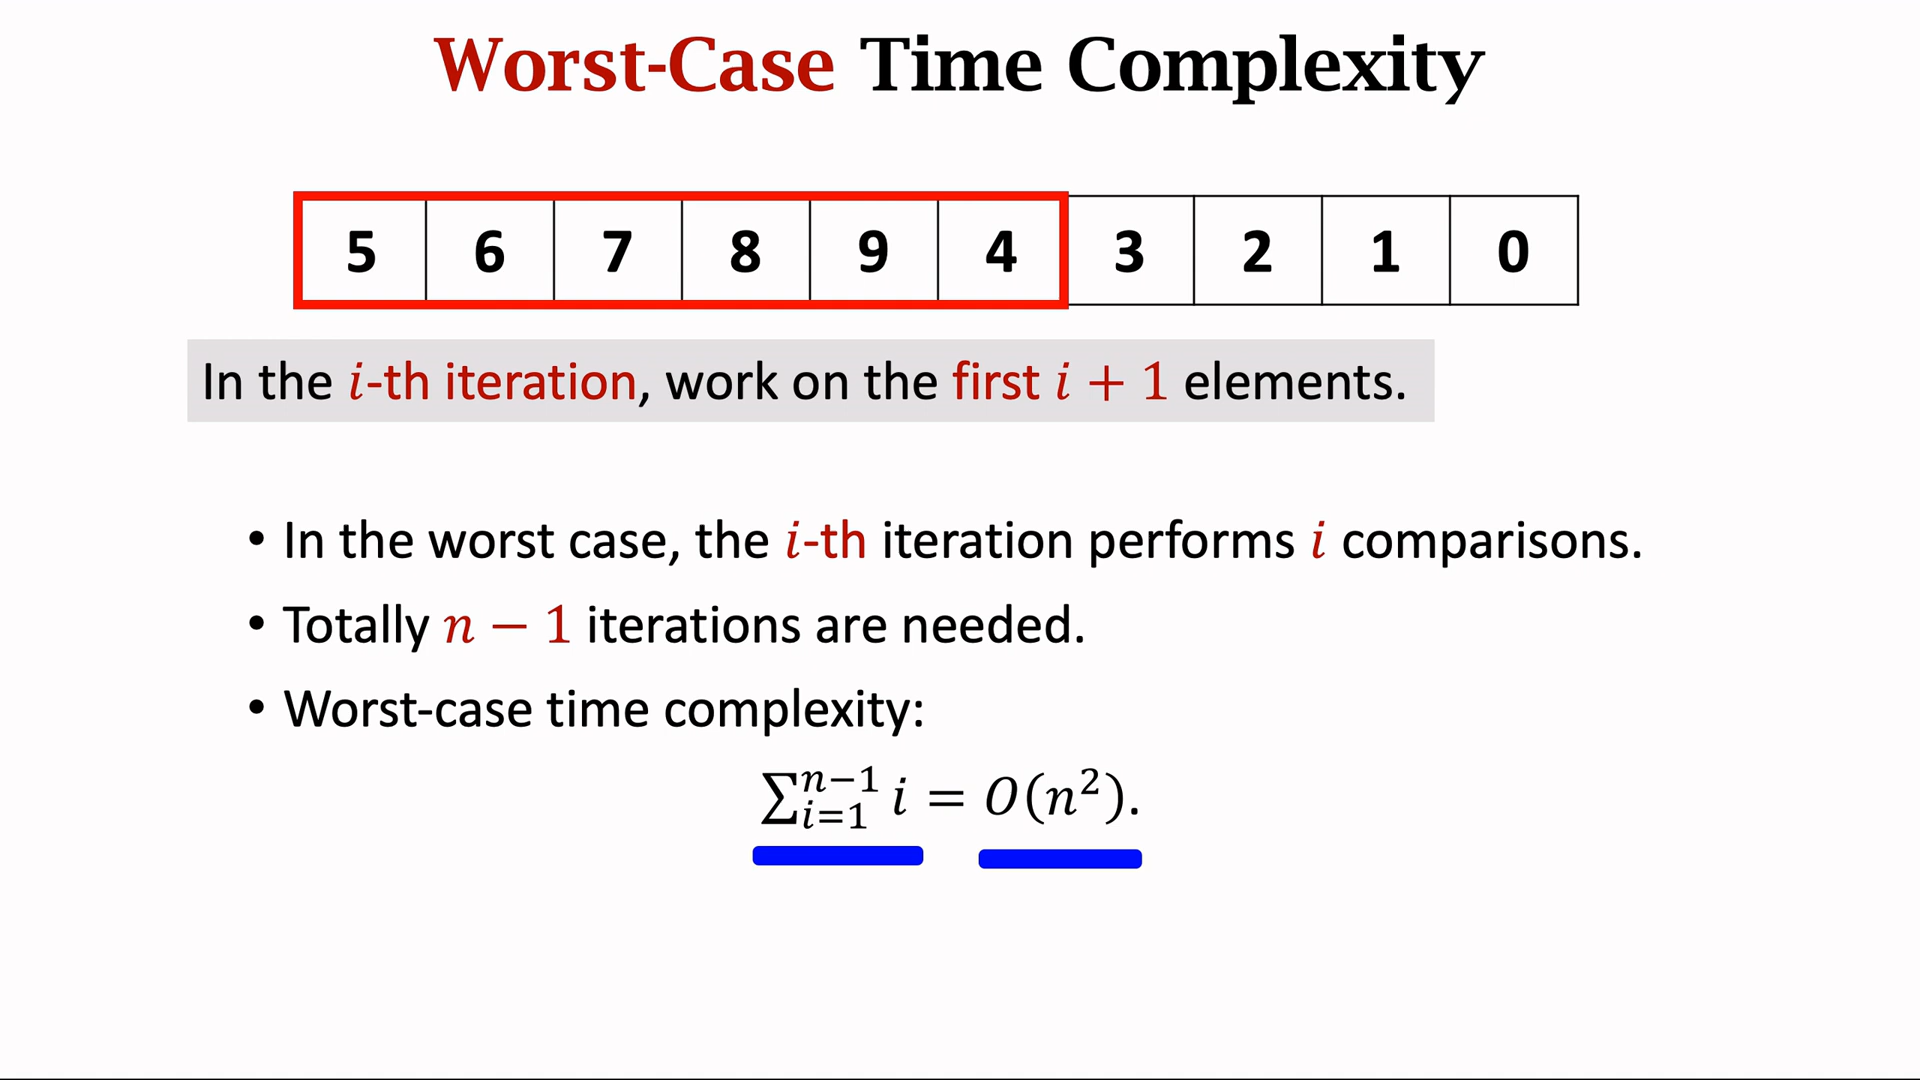 Worst-Case Time Complexity
5 6 7 8 9 4 3 2 1 0
In the i-th iteration, work on the first i + 1 elements.
• In the worst case, the i-th iteration performs i comparisons.
• Totally n − 1 iterations are needed.
• Worst-case time complexity:
∑_{i=1}^{n−1} i = O(n²).